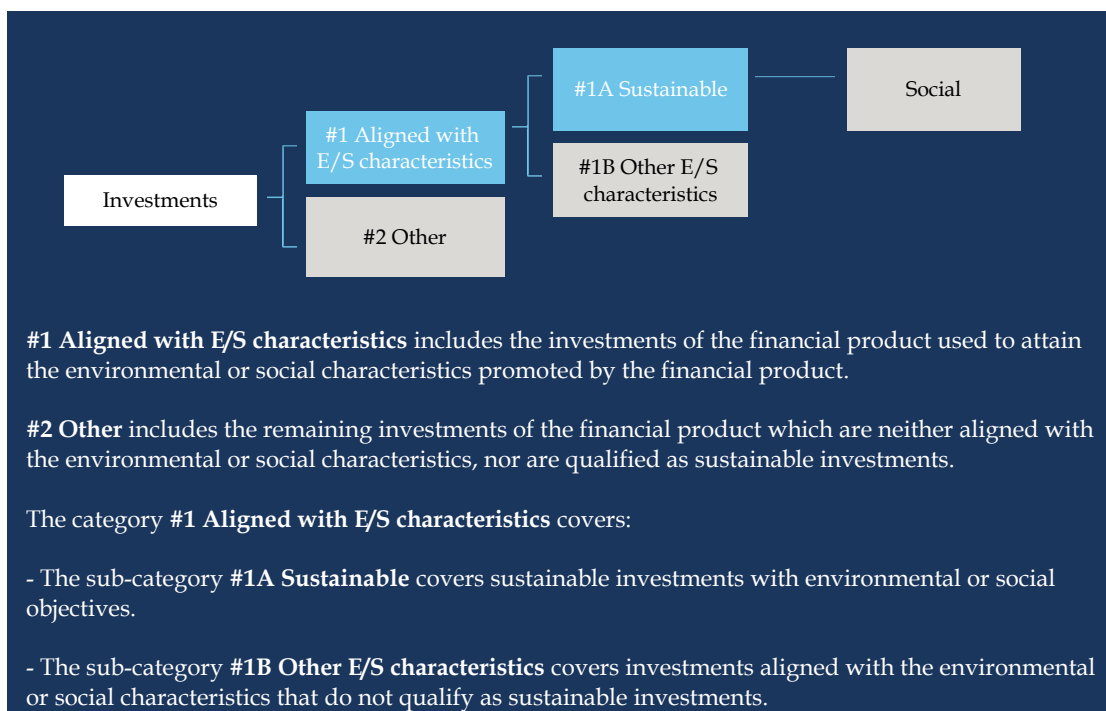 #1A Sustainable
Social
#1 Aligned with
E/S characteristics
#1B Other E/S
characteristics
Investments
#2 Other
#1 Aligned with E/S characteristics includes the investments of the financial product used to attain
the environmental or social characteristics promoted by the financial product.
#2 Other includes the remaining investments of the financial product which are neither aligned with
the environmental or social characteristics, nor are qualified as sustainable investments.
The category #1 Aligned with E/S characteristics covers:
- The sub-category #1A Sustainable covers sustainable investments with environmental or social
objectives.
- The sub-category #1B Other E/S characteristics covers investments aligned with the environmental
or social characteristics that do not qualify as sustainable investments.